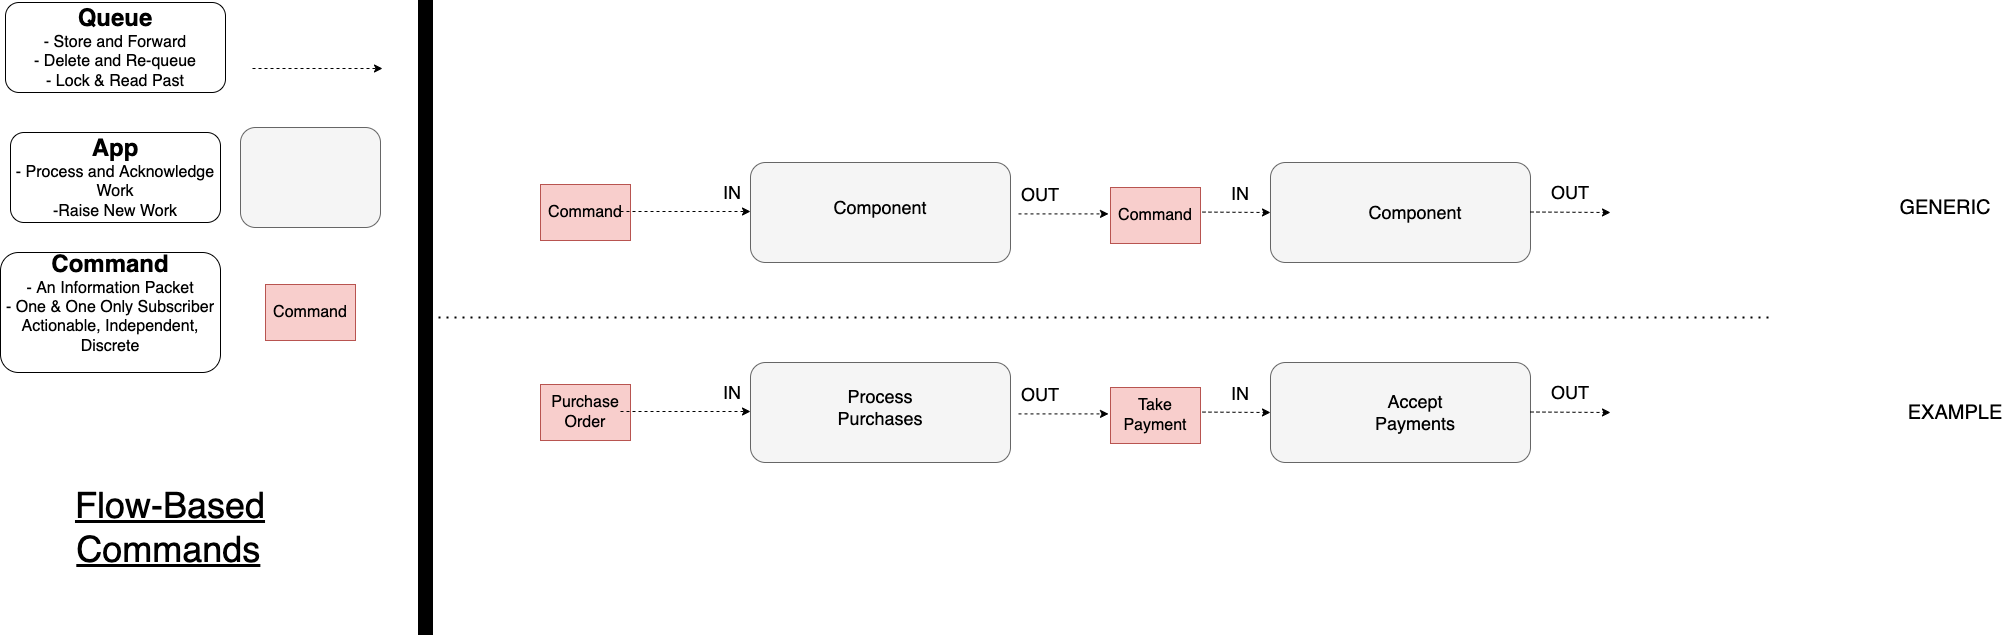 Queue
- Store and Forward
- Delete and Re-queue
- Lock & Read Past
App
- Process and Acknowledge
Work
-Raise New Work
Command
- An Information Packet
- One & One Only Subscriber
Actionable, Independent,
Discrete
Command
Flow-Based
Commands
Command
IN
Component
OUT
Command
IN
Component
OUT
GENERIC
Purchase
Order
IN
Process
Purchases
OUT
Take
Payment
IN
Accept
Payments
OUT
EXAMPLE